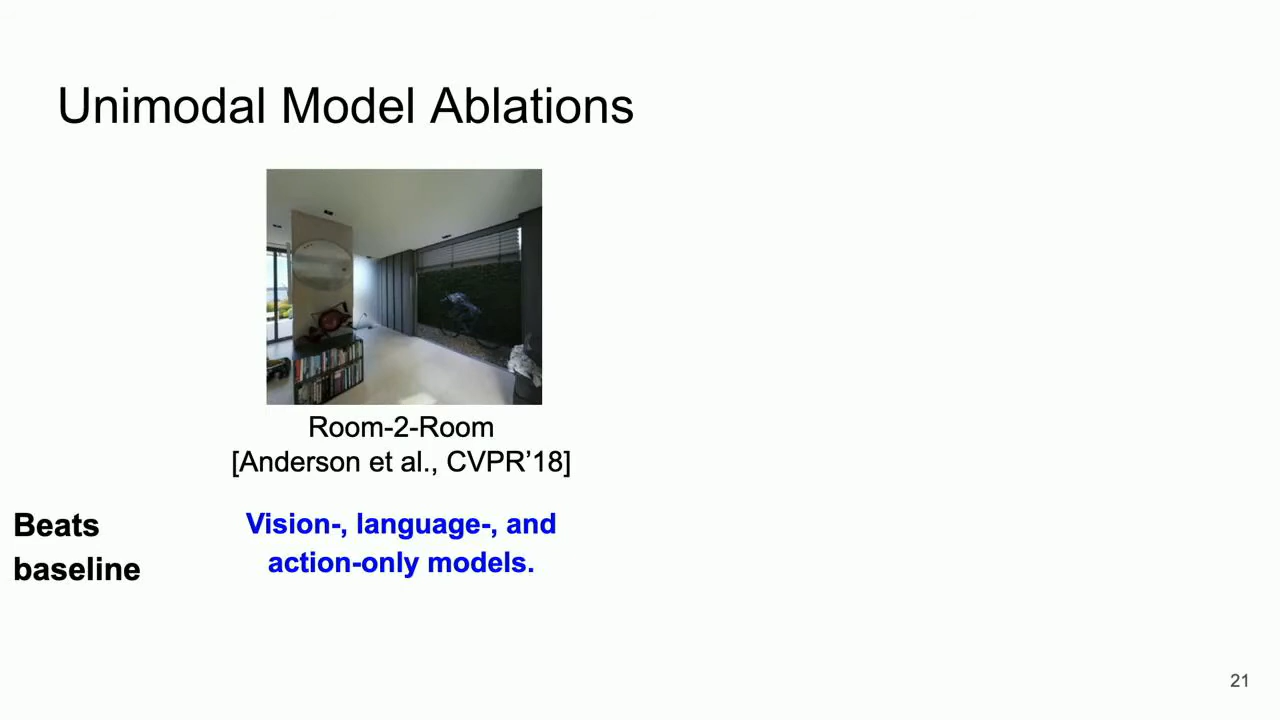 Unimodal Model Ablations
Room-2-Room
[Anderson et al., CVPR’18]
Beats
baseline
Vision-, language-, and
action-only models.
21